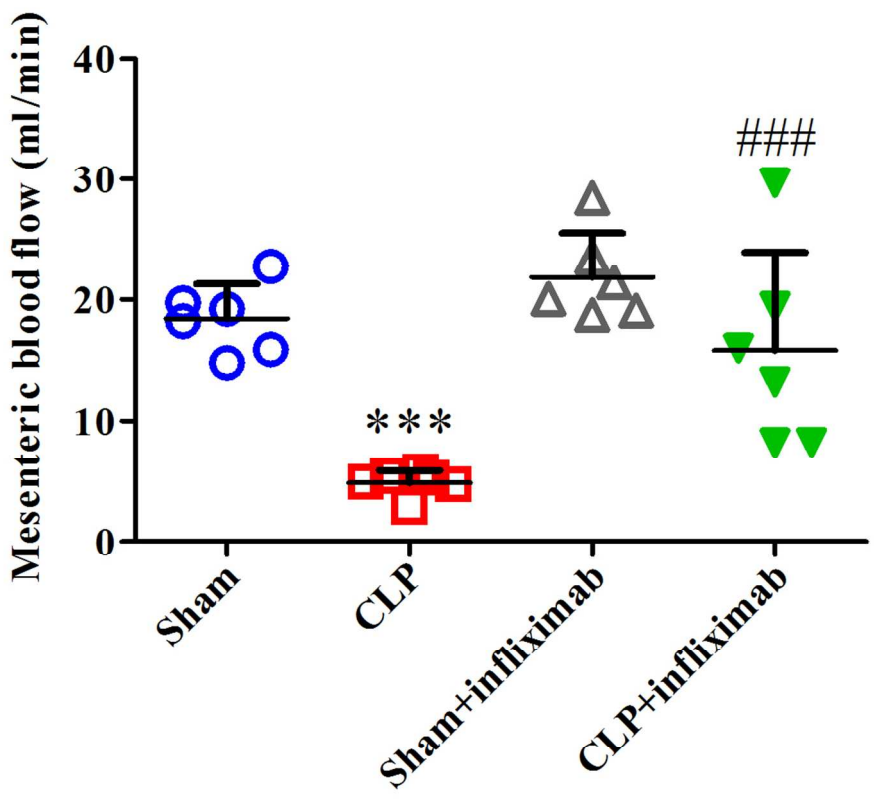 Mesenteric blood flow (ml/min)
40
30
20
10
0
###
***
Sham
CLP
Sham+infliximab
CLP+infliximab